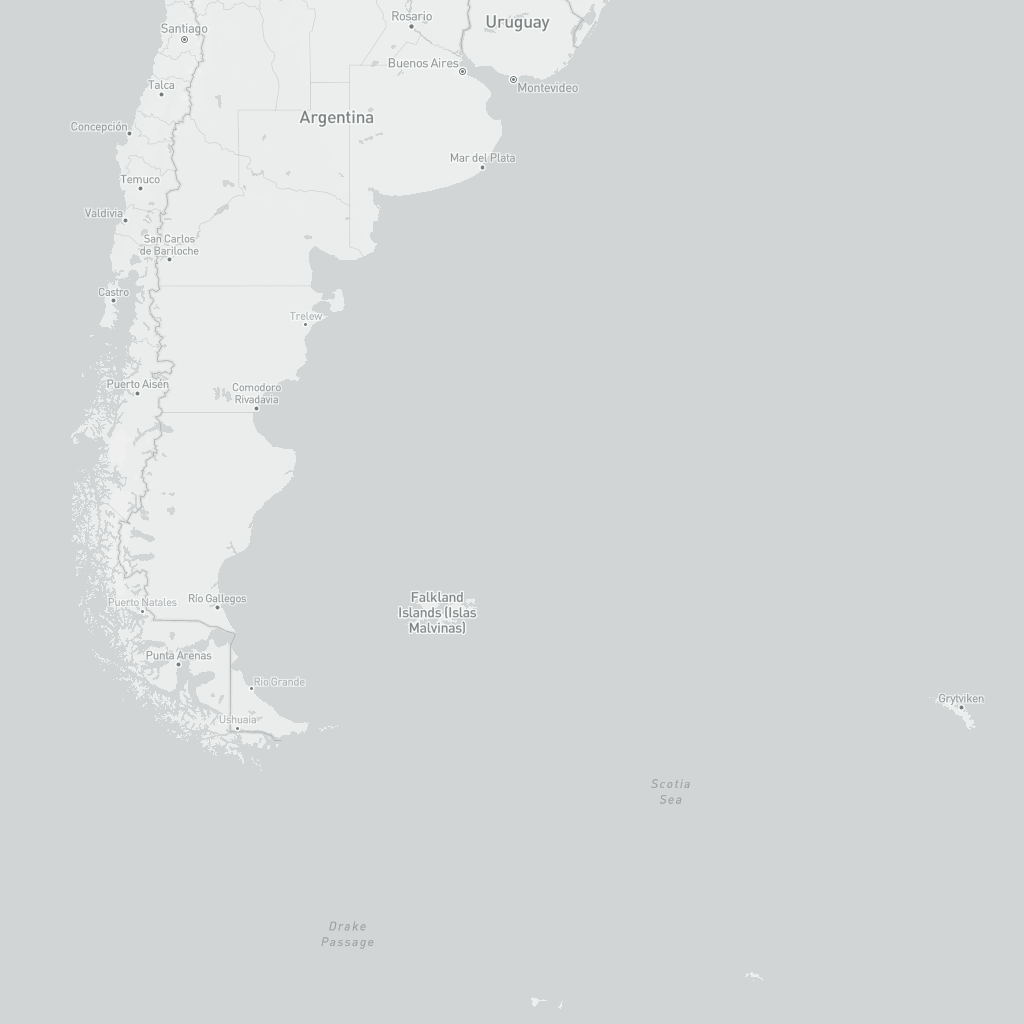 Rosario
Uruguay
Santiago
Buenos Aires
Talca
Montevideo
Argentina
Concepción
Mar del Plata
Temuco
Valdivia
San Carlos
de Bariloche
Castro
Trelew
Puerto Aisén
Comodoro
Rivadavia
Falkland
Islands (Islas
Malvinas)
Puerto Natales
Río Gallegos
Punta Arenas
Rio Grande
Grytviken
Ushuaia
Scotia
Sea
Drake
Passage